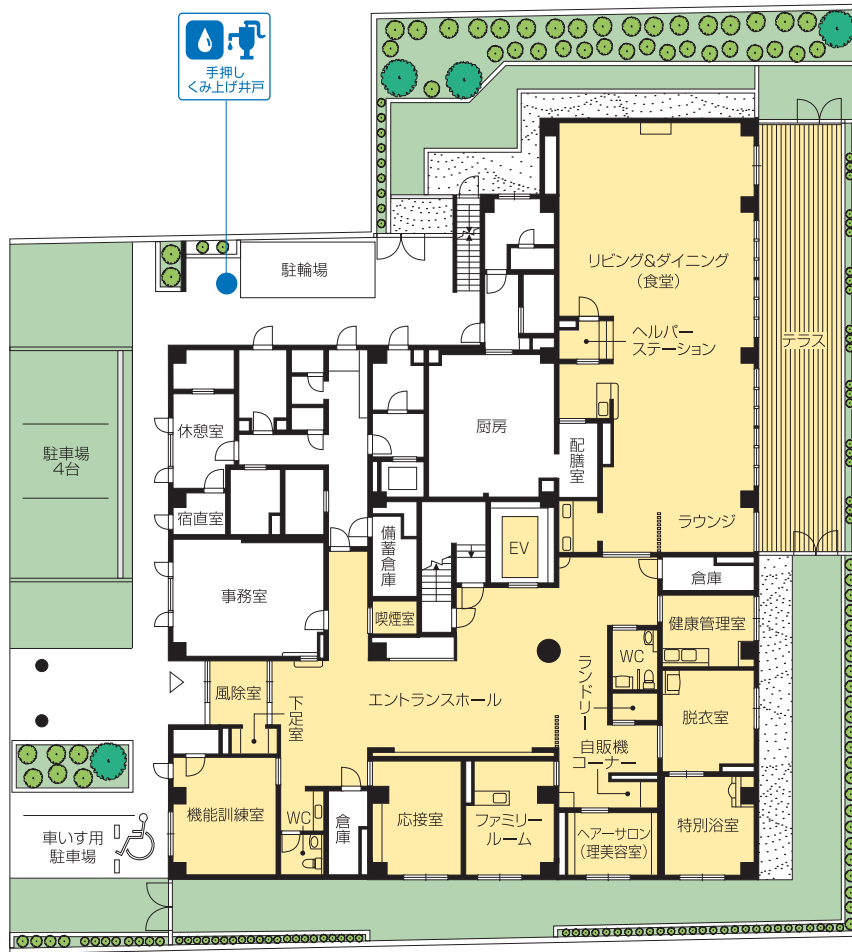 手押し
くみ上げ井戸
駐輪場
リビング&ダイニング
（食堂）
ヘルパー
ステーション
テラス
休憩室
駐車場
4台
厨房
配膳室
宿直室
ラウンジ
備蓄倉庫
EV
倉庫
事務室
喫煙室
健康管理室
WC
ランドリー
風除室
下足室
エントランスホール
脱衣室
自販機
コーナー
機能訓練室
WC
倉庫
応接室
ファミリー
ルーム
ヘアーサロン
（理美容室）
特別浴室
車いす用
駐車場